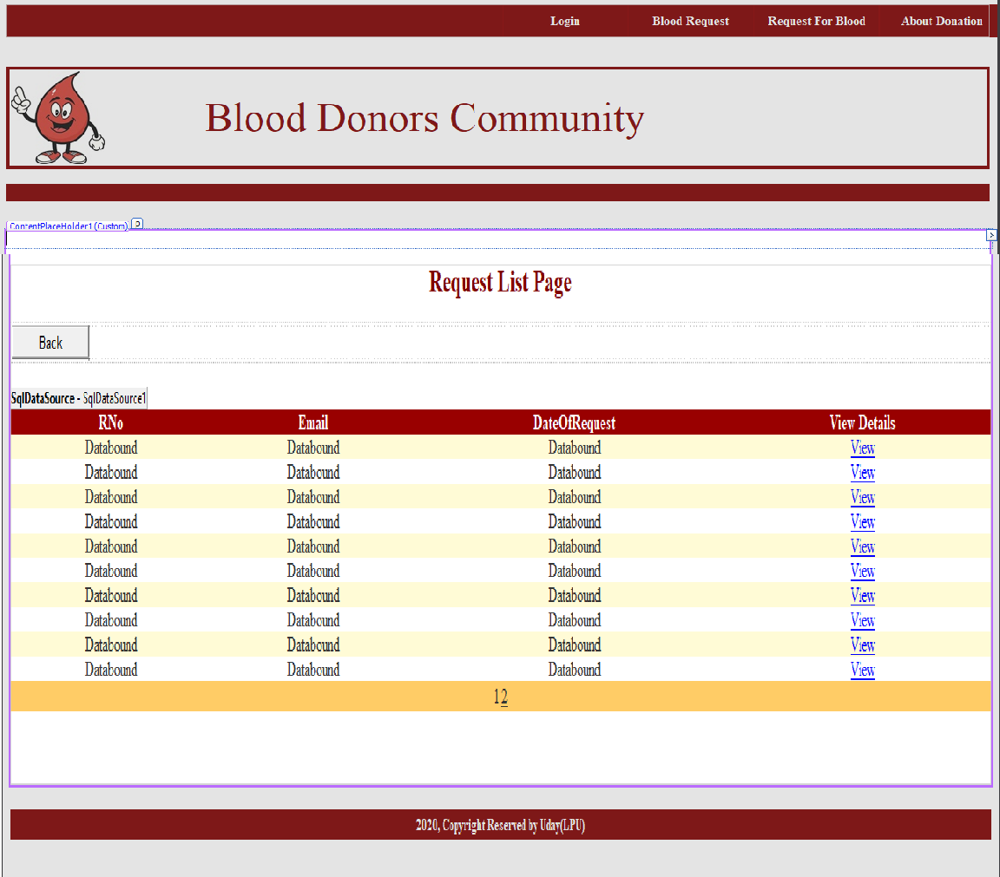 Login Blood Request Request For Blood About Donation
Blood Donors Community
ContentPlaceHolder1 (Custom)
Request List Page
Back
SqlDataSource - SqlDataSource1
RNo Email DateOfRequest View Details
Databound Databound Databound View
Databound Databound Databound View
Databound Databound Databound View
Databound Databound Databound View
Databound Databound Databound View
Databound Databound Databound View
Databound Databound Databound View
Databound Databound Databound View
Databound Databound Databound View
Databound Databound Databound View
12
2020, Copyright Reserved by Uday(LPU)